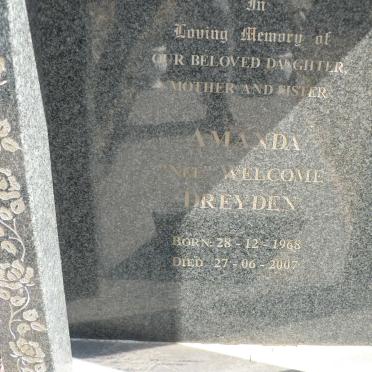 In
Loving Memory of
OUR BELOVED DAUGHTER,
MOTHER AND SISTER
AMANDA
"NEE" WELCOME
DREYDEN
BORN: 28 - 12 - 1968
DIED 27 - 06 - 2007